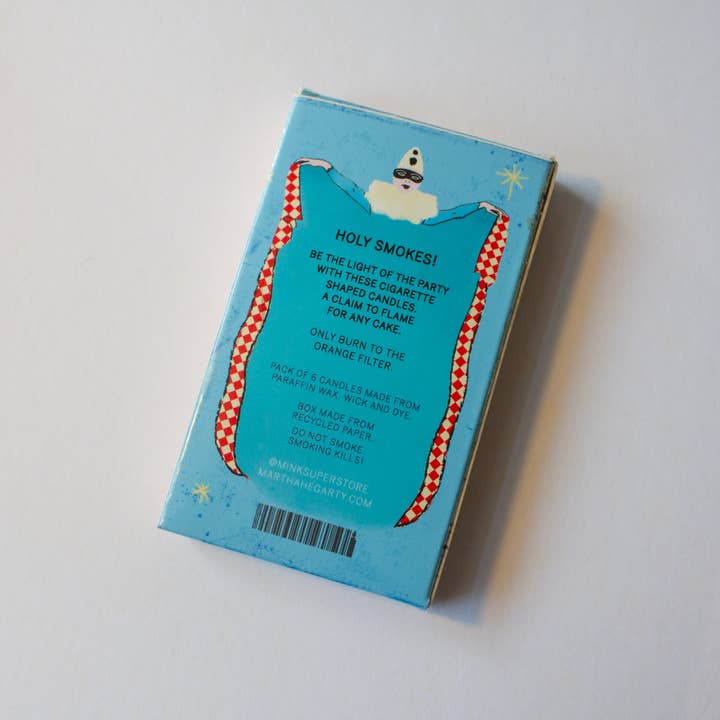 HOLY SMOKES!
BE THE LIGHT OF THE PARTY
WITH THESE CIGARETTE
SHAPED CANDLES.
A CLAIM TO FLAME
FOR ANY CAKE.
ONLY BURN TO THE
ORANGE FILTER.
PACK OF 6 CANDLES MADE FROM
PARAFFIN WAX, WICK AND DYE.
BOX MADE FROM
RECYCLED PAPER.
DO NOT SMOKE
SMOKING KILLS!
@MINKSUPERSTORE
MARTHAHEGARTY.COM